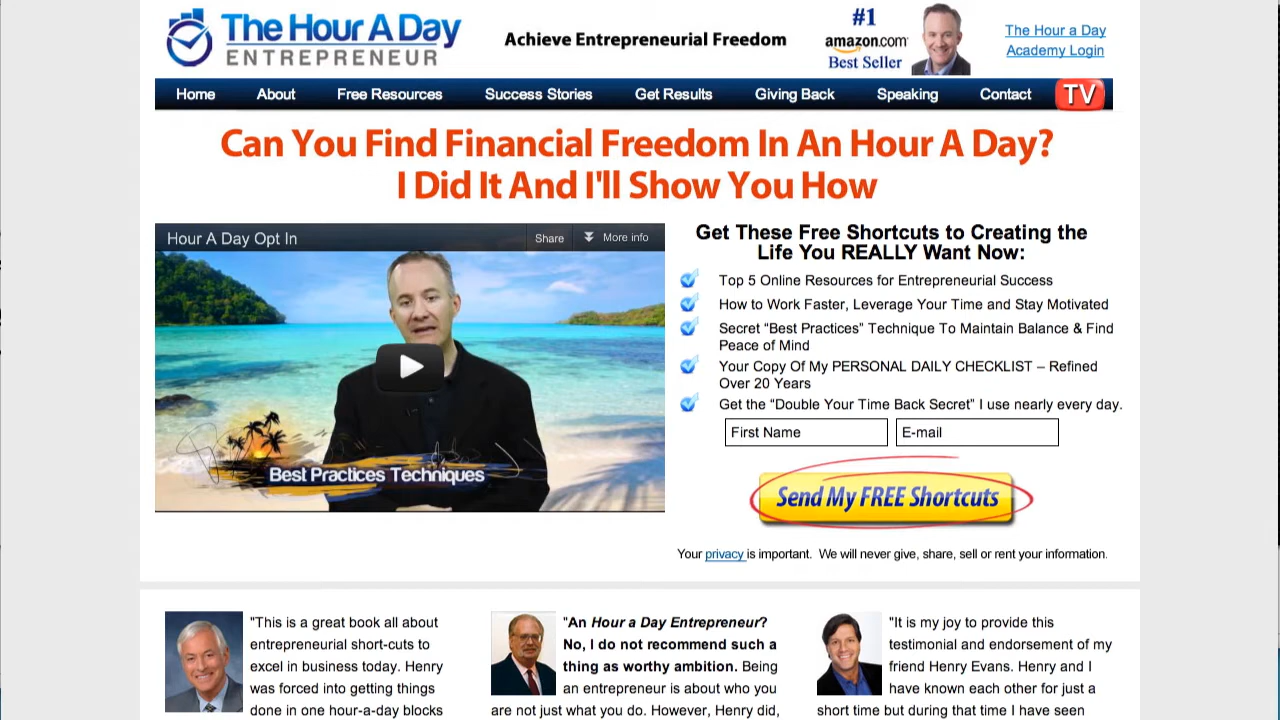 The Hour A Day
ENTREPRENEUR
Achieve Entrepreneurial Freedom
#1
amazon.com
Best Seller
The Hour a Day
Academy Login
Home About Free Resources Success Stories Get Results Giving Back Speaking Contact TV
Can You Find Financial Freedom In An Hour A Day?
I Did It And I'll Show You How
Hour A Day Opt In
Share
More info
Best Practices Techniques
Get These Free Shortcuts to Creating the
Life You REALLY Want Now:
Top 5 Online Resources for Entrepreneurial Success
How to Work Faster, Leverage Your Time and Stay Motivated
Secret “Best Practices” Technique To Maintain Balance & Find
Peace of Mind
Your Copy Of My PERSONAL DAILY CHECKLIST – Refined
Over 20 Years
Get the “Double Your Time Back Secret” I use nearly every day.
First Name
E-mail
Send My FREE Shortcuts
Your privacy is important. We will never give, share, sell or rent your information.
"This is a great book all about
entrepreneurial short-cuts to
excel in business today. Henry
was forced into getting things
done in one hour-a-day blocks
"An Hour a Day Entrepreneur?
No, I do not recommend such a
thing as worthy ambition. Being
an entrepreneur is about who you
are not just what you do. However, Henry did,
"It is my joy to provide this
testimonial and endorsement of my
friend Henry Evans. Henry and I
have known each other for just a
short time but during that time I have seen